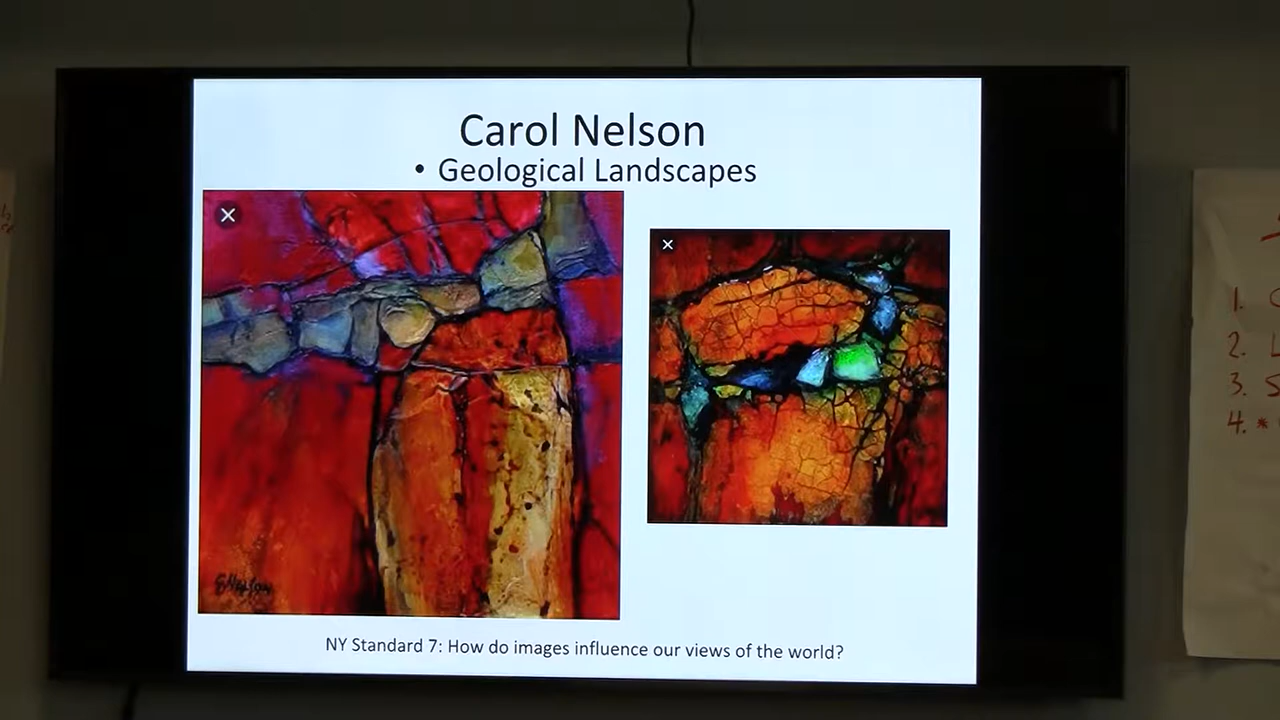 Carol Nelson
• Geological Landscapes
CNelson
NY Standard 7: How do images influence our views of the world?
1.
2.
3. S
4. *